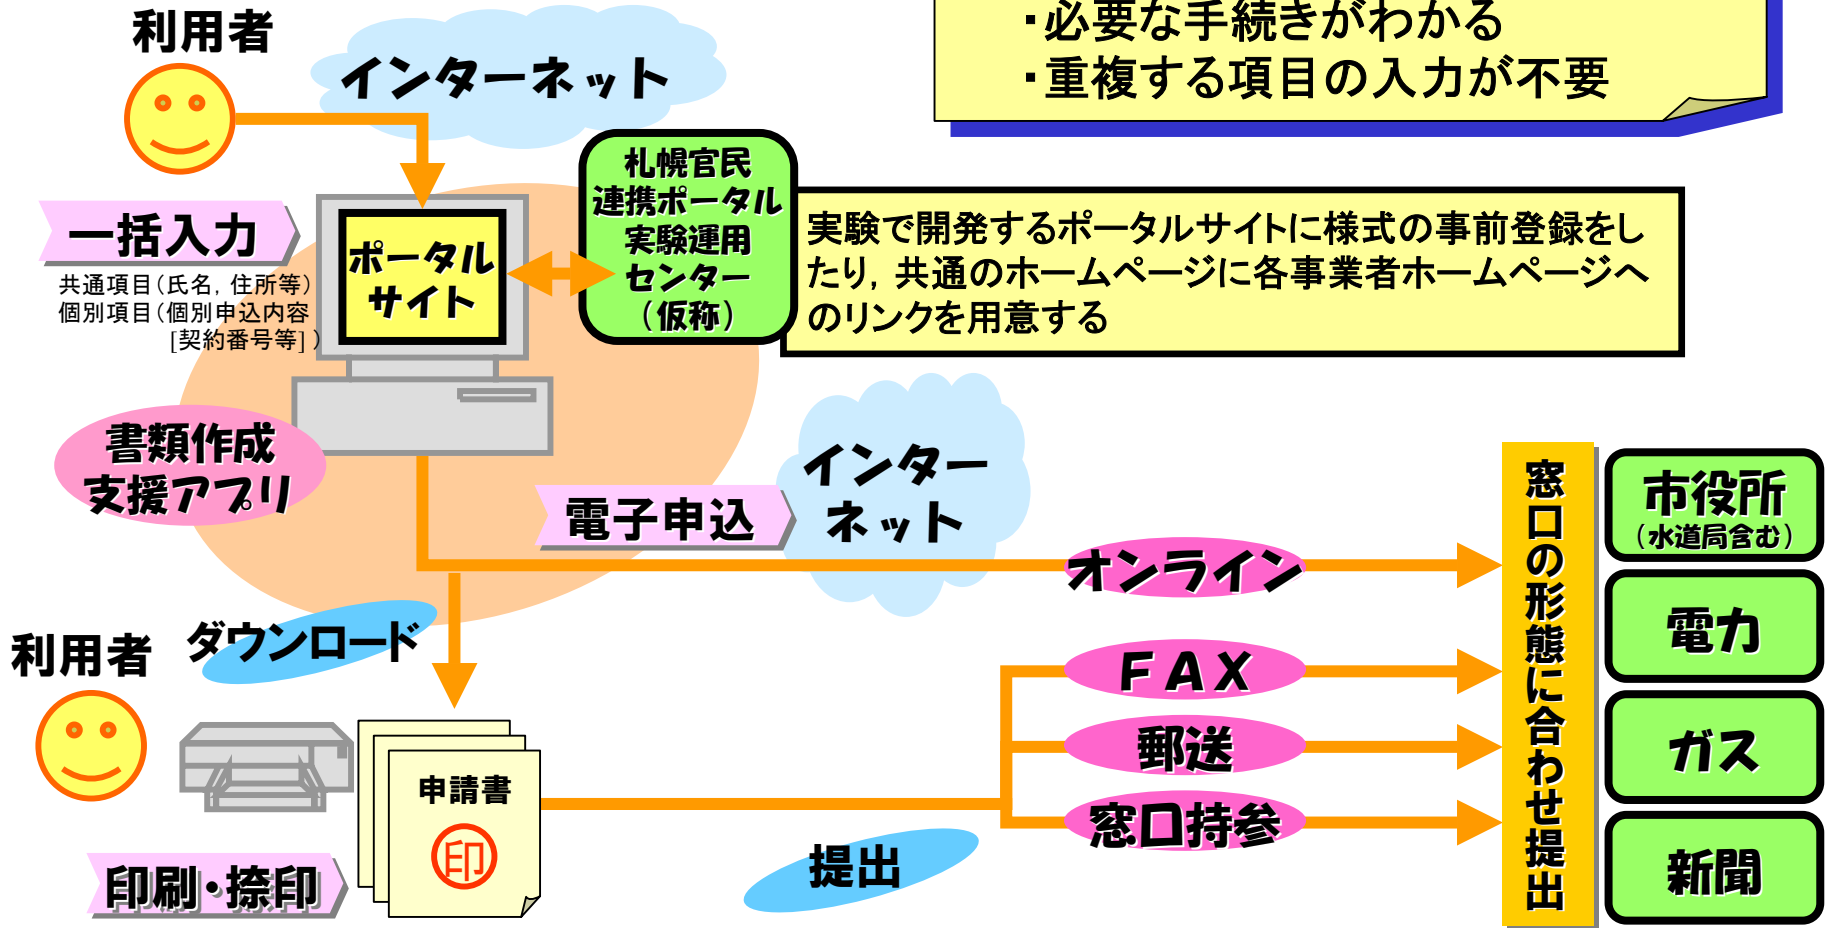 利用者
インターネット
・必要な手続きがわかる
・重複する項目の入力が不要
札幌官民
連携ポータル
実験運用
センター
（仮称）
実験で開発するポータルサイトに様式の事前登録をし
たり，共通のホームページに各事業者ホームページへ
のリンクを用意する
一括入力
共通項目（氏名，住所等）
個別項目（個別申込内容
[契約番号等]）
ポータル
サイト
書類作成
支援アプリ
電子申込
インター
ネット
オンライン
ＦＡＸ
郵送
窓口持参
窓口の形態に合わせ提出
市役所
（水道局含む）
電力
ガス
新聞
ダウンロード
利用者
申請書
印
提出
印刷・捺印